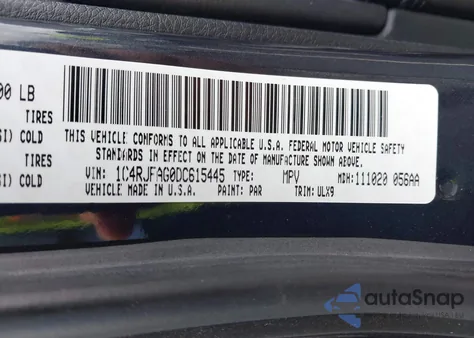 00 LB
TIRES
SI) COLD
TIRES
SI) COLD
THIS VEHICLE CONFORMS TO ALL APPLICABLE U.S.A. FEDERAL MOTOR VEHICLE SAFETY
STANDARDS IN EFFECT ON THE DATE OF MANUFACTURE SHOWN ABOVE.
VIN: 1C4RJFAG0DC615445 TYPE: MPV MDH: 111020 056AA
VEHICLE MADE IN U.S.A. PAINT: PAR TRIM: ULX9
autoSnap